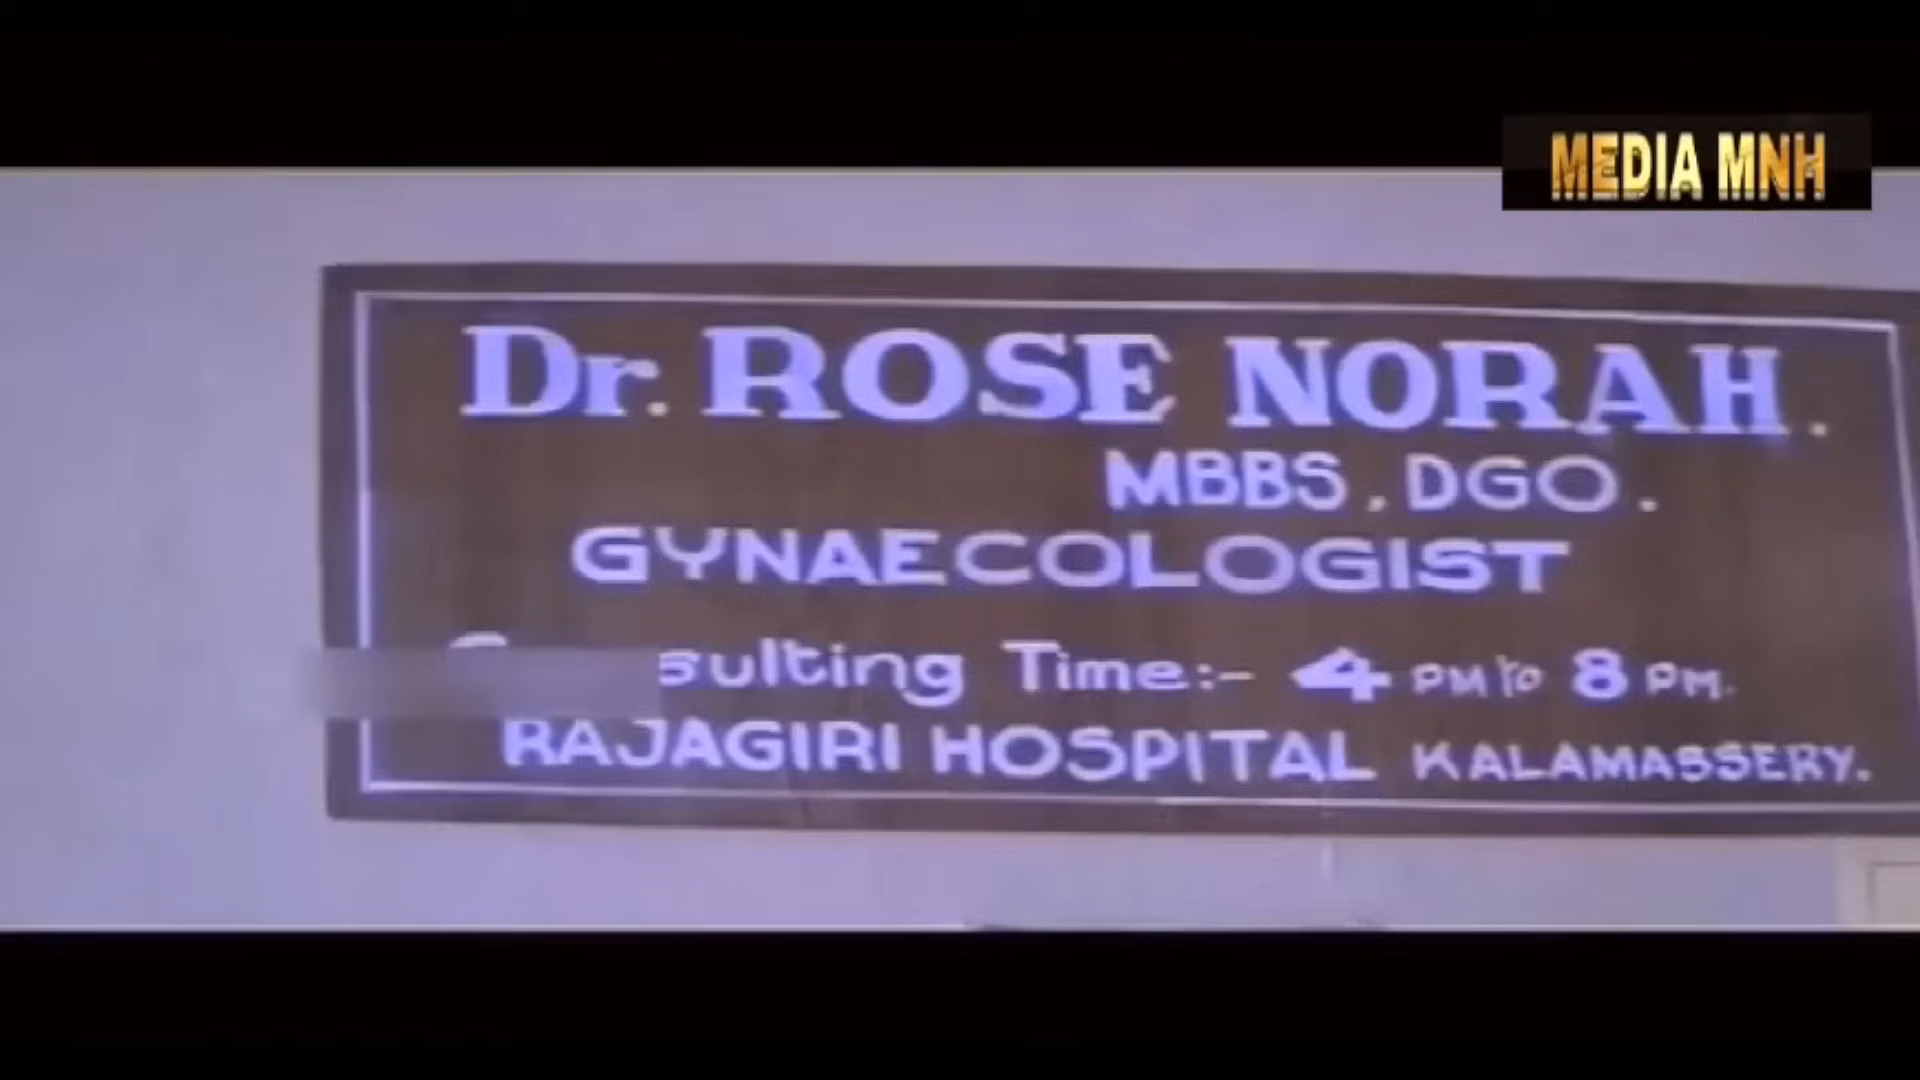 MEDIA MNH
Dr. ROSE NORAH.
MBBS, DGO.
GYNAECOLOGIST
sulting Time:- 4 PM to 8 PM.
RAJAGIRI HOSPITAL KALAMASSERY.